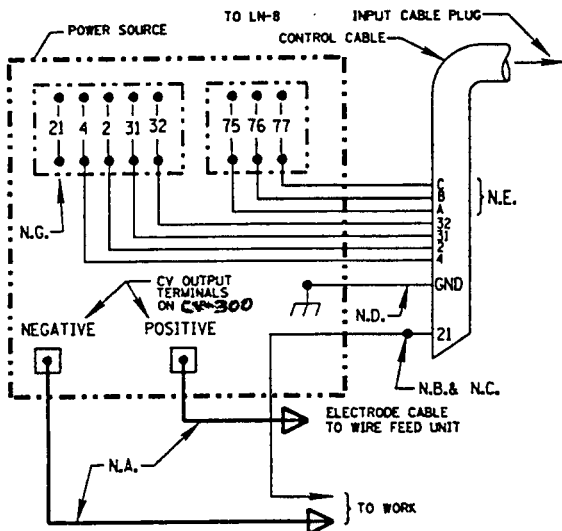 TO LN-8
INPUT CABLE PLUG
POWER SOURCE
CONTROL CABLE
21 4 2 31 32
75 76 77
C
B
A
N.E.
32
31
2
4
N.G.
CV OUTPUT
TERMINALS
ON CV-300
GND
N.D.
NEGATIVE POSITIVE
21
N.B.& N.C.
ELECTRODE CABLE
TO WIRE FEED UNIT
N.A.
TO WORK